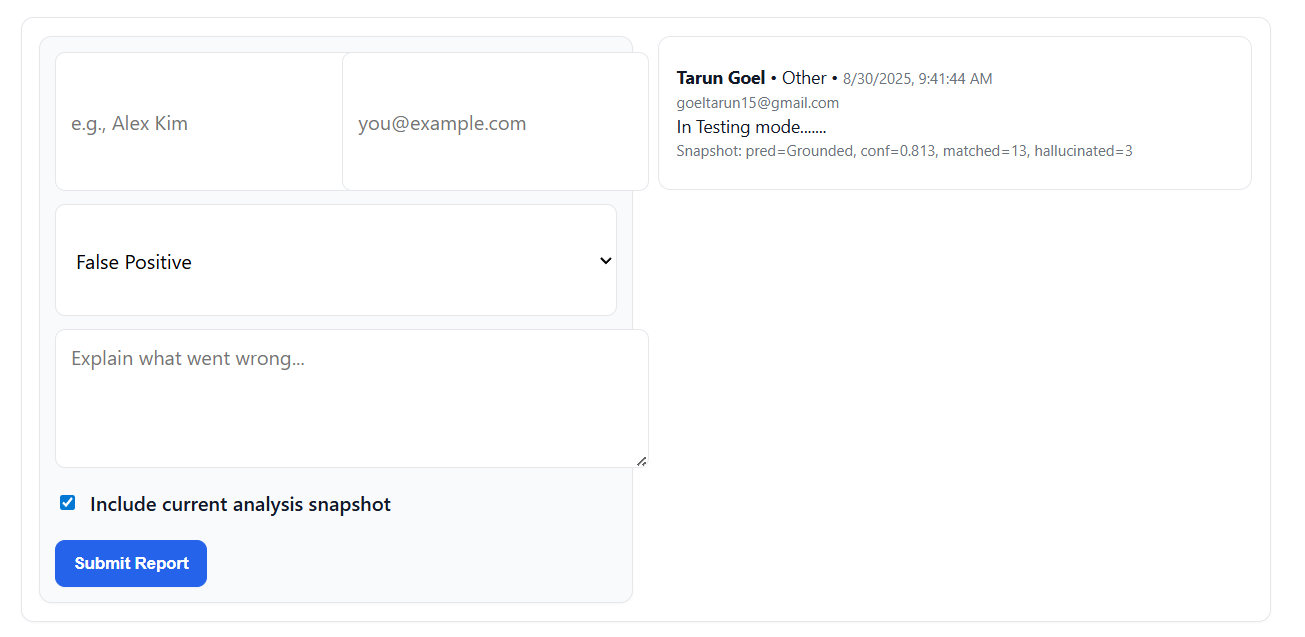 e.g., Alex Kim
you@example.com
False Positive
Explain what went wrong...
Include current analysis snapshot
Submit Report
Tarun Goel • Other • 8/30/2025, 9:41:44 AM
goeltarun15@gmail.com
In Testing mode.......
Snapshot: pred=Grounded, conf=0.813, matched=13, hallucinated=3